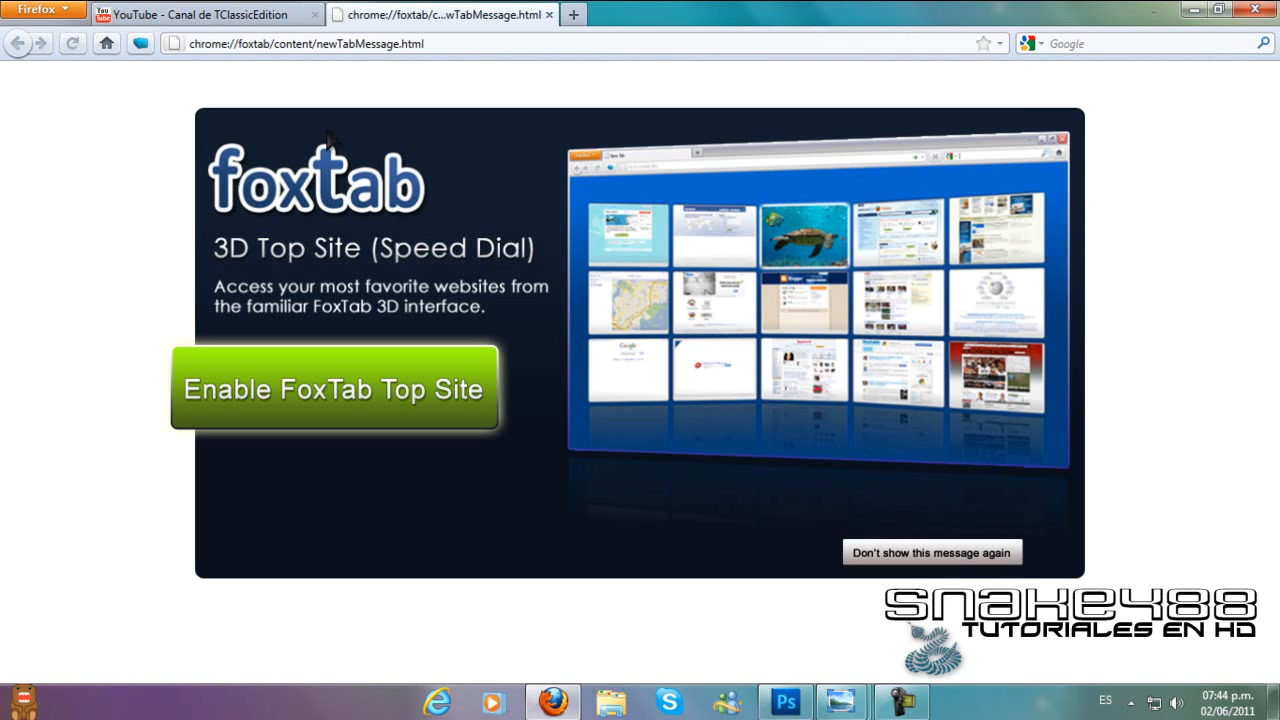 Firefox
YouTube - Canal de TClassicEdition
chrome://foxtab/c...wTabMessage.html
chrome://foxtab/content/newTabMessage.html
Google
foxtab
3D Top Site (Speed Dial)
Access your most favorite websites from
the familiar FoxTab 3D interface.
Enable FoxTab Top Site
Don't show this message again
SNAKEY88
TUTORIALES EN HD
Ps
ES
07:44 p.m.
02/06/2011